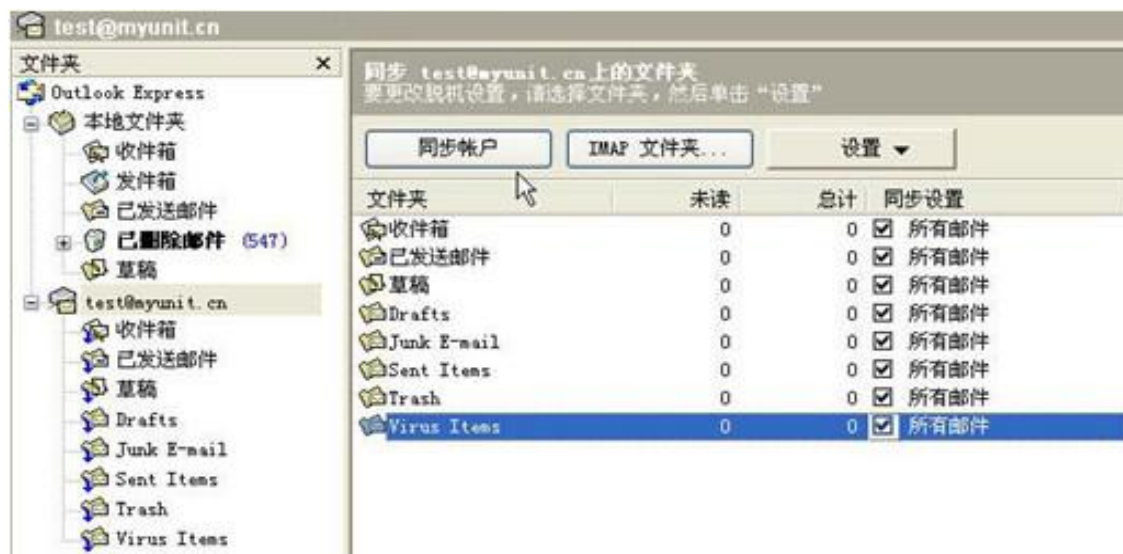 test@myunit.cn
文件夹 ×
Outlook Express
本地文件夹
收件箱
发件箱
已发送邮件
已删除邮件 (547)
草稿
test@myunit.cn
收件箱
已发送邮件
草稿
Drafts
Junk E-mail
Sent Items
Trash
Virus Items
同步 test@myunit.cn上的文件夹
要更改脱机设置，请选择文件夹，然后单击“设置”
同步帐户 IMAP 文件夹... 设置
文件夹 未读 总计 同步设置
收件箱 0 0 所有邮件
已发送邮件 0 0 所有邮件
草稿 0 0 所有邮件
Drafts 0 0 所有邮件
Junk E-mail 0 0 所有邮件
Sent Items 0 0 所有邮件
Trash 0 0 所有邮件
Virus Items 0 0 所有邮件